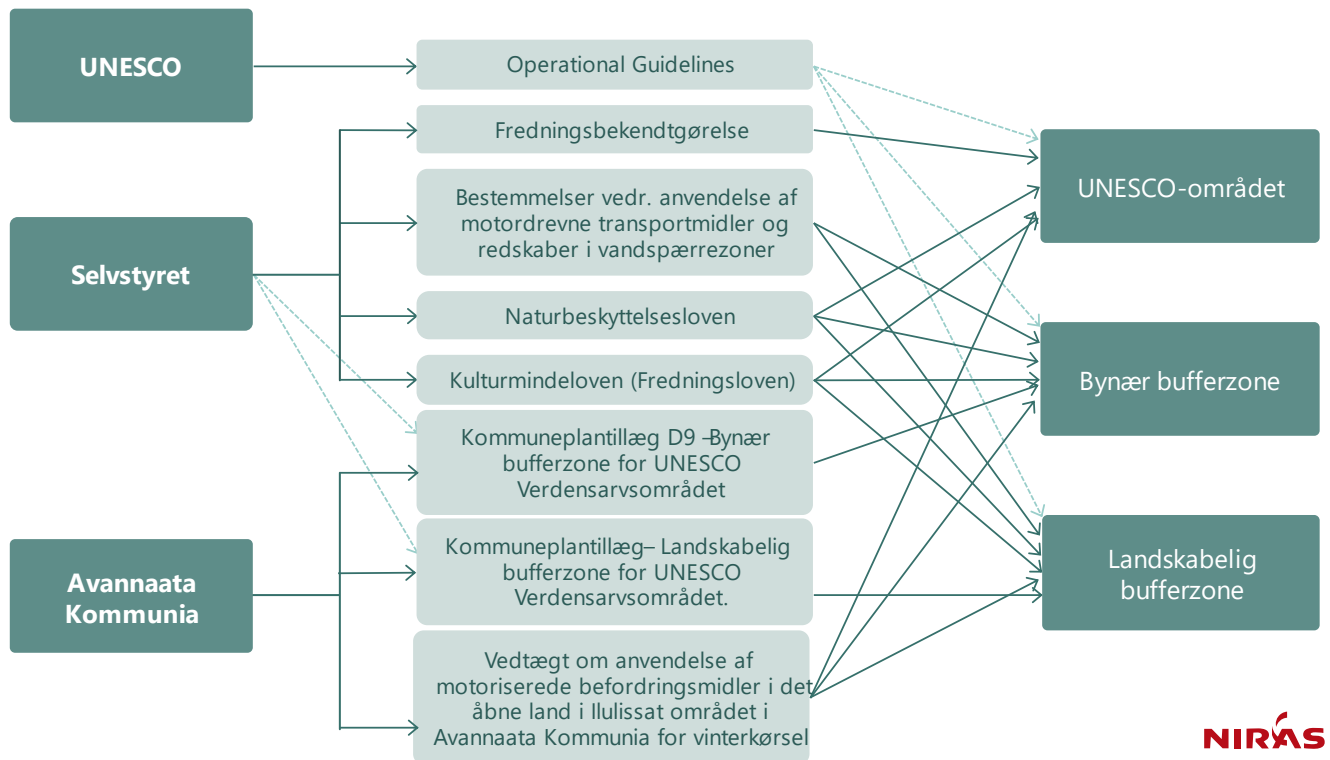 UNESCO
Selvstyret
Avannaata
Kommunia
Operational Guidelines
Fredningsbekendtgørelse
Bestemmelser vedr. anvendelse af
motordrevne transportmidler og
redskaber i vandspærrezoner
Naturbeskyttelsesloven
Kulturmindeloven (Fredningsloven)
Kommuneplantillæg D9 –Bynær
bufferzone for UNESCO
Verdensarvsområdet
Kommuneplantillæg– Landskabelig
bufferzone for UNESCO
Verdensarvsområdet.
Vedtægt om anvendelse af
motoriserede befordringsmidler i det
åbne land i Ilulissat området i
Avannaata Kommunia for vinterkørsel
UNESCO-området
Bynær bufferzone
Landskabelig
bufferzone
NIRAS